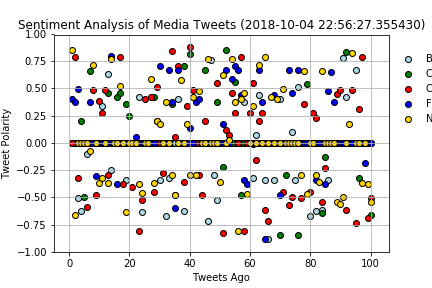 Sentiment Analysis of Media Tweets (2018-10-04 22:56:27.355430)
1.00
0.75
0.50
0.25
0.00
−0.25
−0.50
−0.75
−1.00
Tweet Polarity
0 20 40 60 80 100
Tweets Ago
B
C
C
F
N